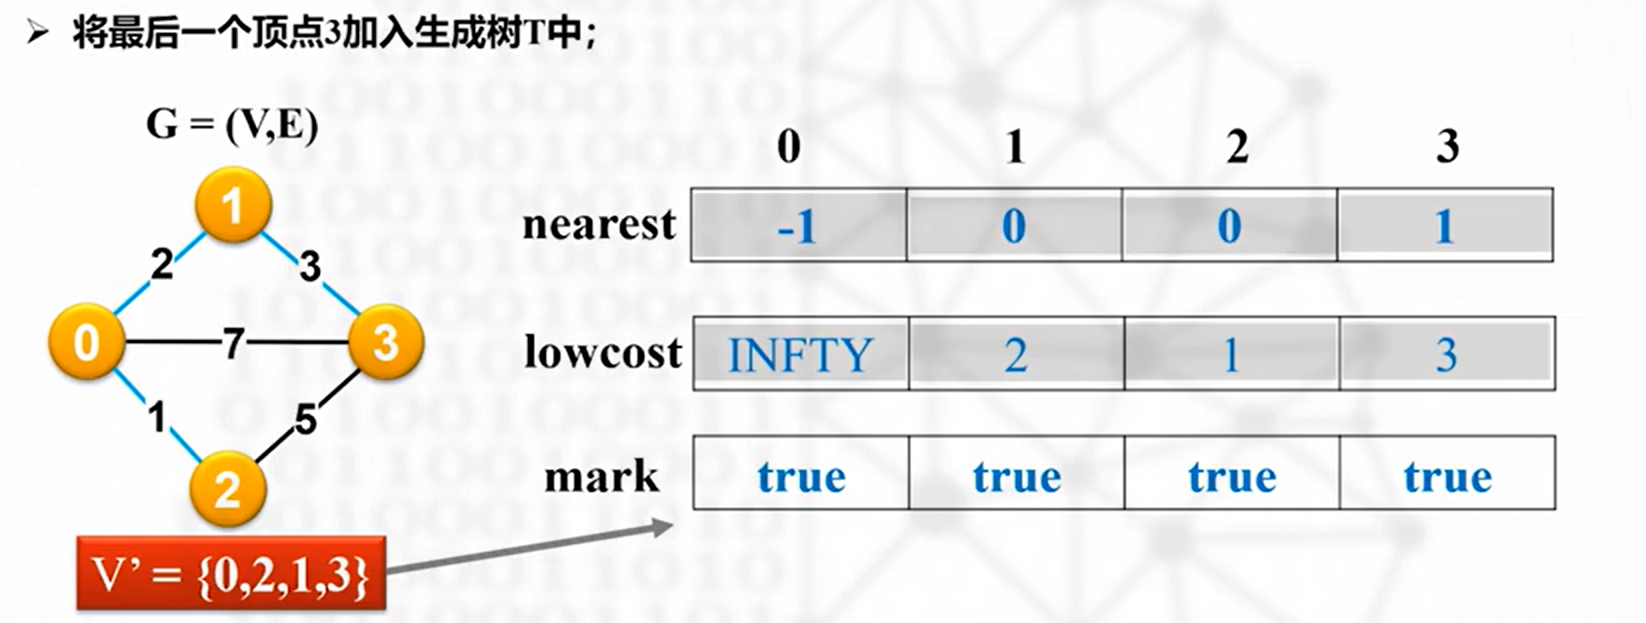 ➢ 将最后一个顶点3加入生成树T中；
G = (V,E)
0 1 2 3
1
nearest -1 0 0 1
2 3
0 7 3
lowcost INFTY 2 1 3
1 5
mark true true true true
2
V’ = {0,2,1,3}